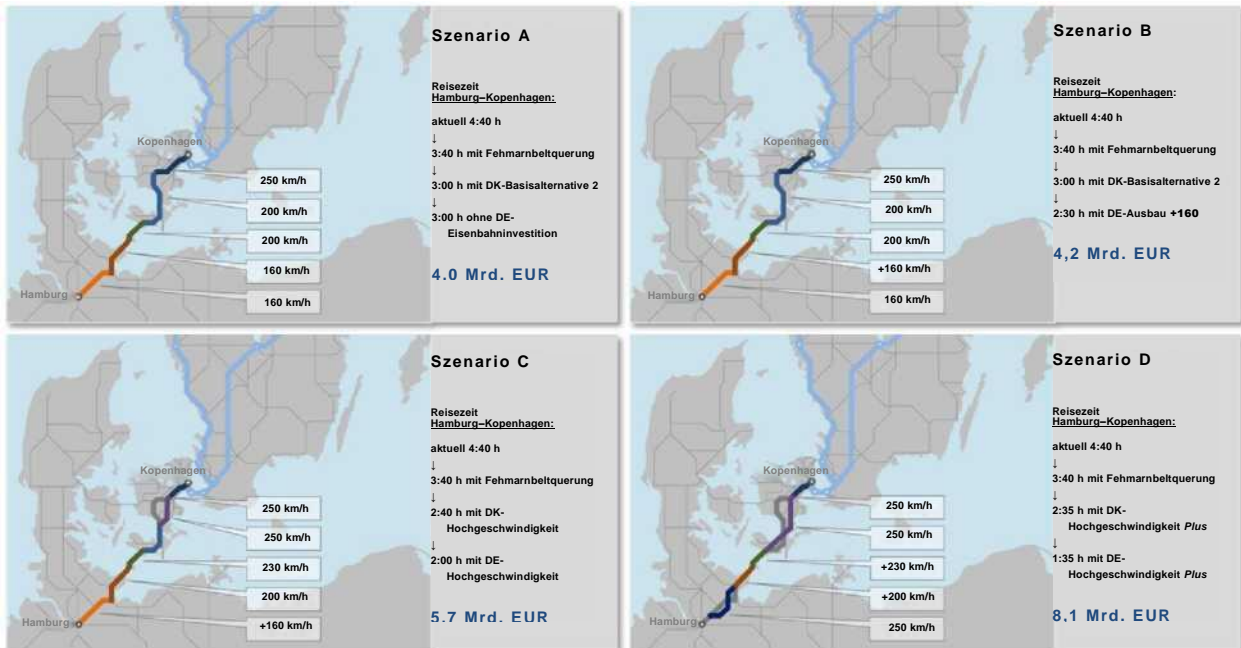 Szenario A
Reisezeit
Hamburg–Kopenhagen:
aktuell 4:40 h
↓
3:40 h mit Fehmarnbeltquerung
↓
3:00 h mit DK-Basisalternative 2
↓
3:00 h ohne DE-
Eisenbahninvestition
4.0 Mrd. EUR
Kopenhagen
250 km/h
200 km/h
200 km/h
160 km/h
160 km/h
Hamburg
Szenario B
Reisezeit
Hamburg–Kopenhagen:
aktuell 4:40 h
↓
3:40 h mit Fehmarnbeltquerung
↓
3:00 h mit DK-Basisalternative 2
↓
2:30 h mit DE-Ausbau +160
4,2 Mrd. EUR
Kopenhagen
250 km/h
200 km/h
200 km/h
+160 km/h
160 km/h
Hamburg
Szenario C
Reisezeit
Hamburg–Kopenhagen:
aktuell 4:40 h
↓
3:40 h mit Fehmarnbeltquerung
↓
2:40 h mit DK-
Hochgeschwindigkeit
↓
2:00 h mit DE-
Hochgeschwindigkeit
5.7 Mrd. EUR
Kopenhagen
250 km/h
250 km/h
230 km/h
200 km/h
+160 km/h
Hamburg
Szenario D
Reisezeit
Hamburg–Kopenhagen:
aktuell 4:40 h
↓
3:40 h mit Fehmarnbeltquerung
↓
2:35 h mit DK-
Hochgeschwindigkeit Plus
↓
1:35 h mit DE-
Hochgeschwindigkeit Plus
8,1 Mrd. EUR
Kopenhagen
250 km/h
250 km/h
+230 km/h
+200 km/h
250 km/h
Hamburg